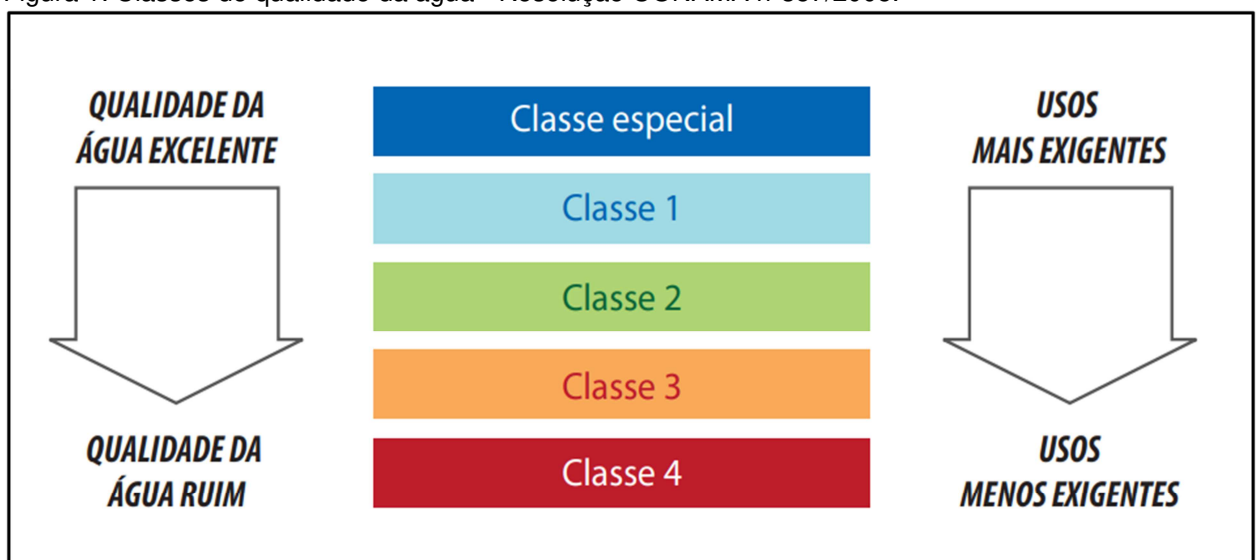 QUALIDADE DA
ÁGUA EXCELENTE
Classe especial
USOS
MAIS EXIGENTES
Classe 1
Classe 2
Classe 3
Classe 4
QUALIDADE DA
ÁGUA RUIM
USOS
MENOS EXIGENTES